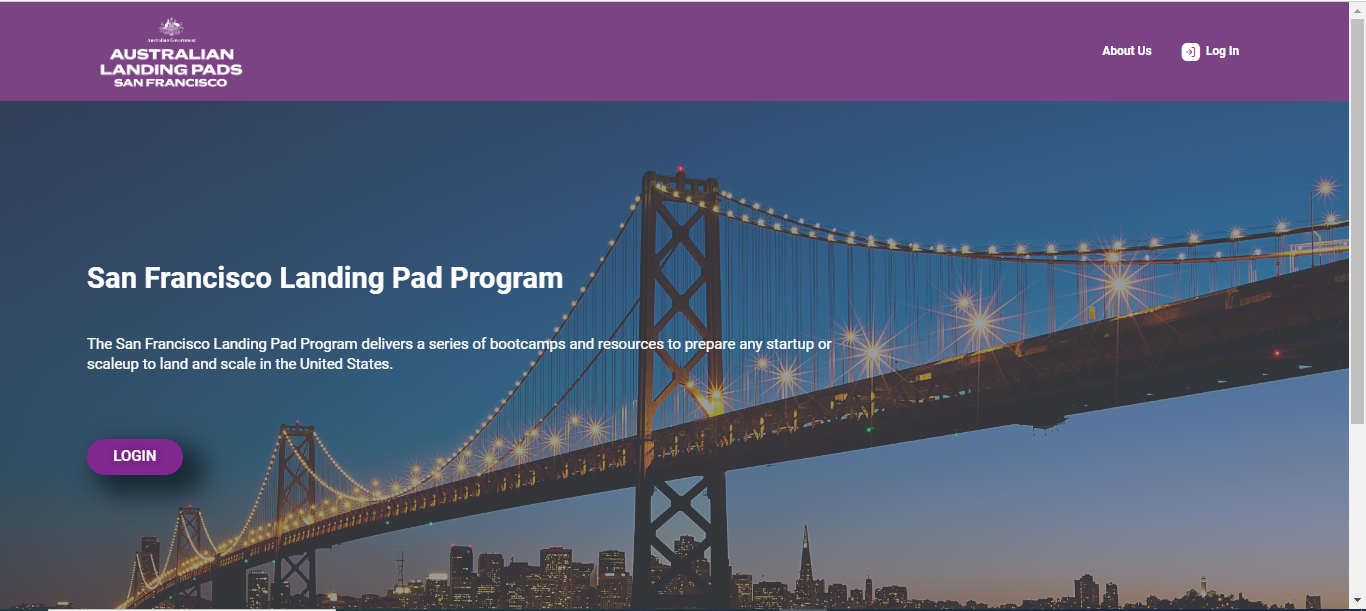 Australian Government
AUSTRALIAN
LANDING PADS
SAN FRANCISCO
About Us
Log In
San Francisco Landing Pad Program
The San Francisco Landing Pad Program delivers a series of bootcamps and resources to prepare any startup or
scaleup to land and scale in the United States.
LOGIN